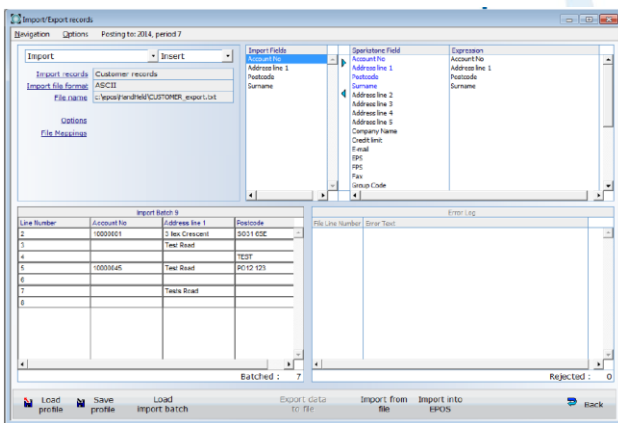 Import/Export records
Navigation Options Posting to: 2014, period 7
Import Insert
Import records Customer records
Import file format ASCII
File name c:\epos\HandHeld\CUSTOMER_export.txt
Options
File Mappings
Import Fields
Account No
Address line 1
Postcode
Surname
Sparkstone Field Expression
Account No Account No
Address line 1 Address line 1
Postcode Postcode
Surname Surname
Address line 2
Address line 3
Address line 4
Address line 5
Company Name
Credit limit
E-mail
EPS
FPS
Fax
Group Code
Import Batch 9
Line Number Account No Address line 1 Postcode
2 10000001 3 Ilex Crescent SO31 6SE
3 Test Road
4 TEST
5 10000045 Test Road PO12 123
6
7 Tests Road
8
Batched : 7
Error Log
File Line Number Error Text
Rejected : 0
Load profile
Save profile
Load import batch
Export data to file
Import from file
Import into EPOS
Back